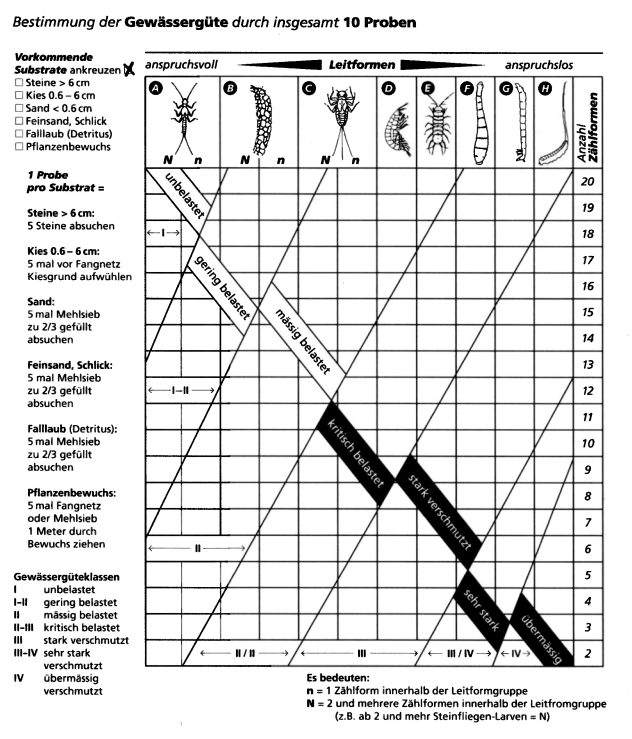 Bestimmung der Gewässergüte durch insgesamt 10 Proben
Vorkommende
Substrate ankreuzen X
Steine > 6 cm
Kies 0.6 – 6 cm
Sand < 0.6 cm
Feinsand, Schlick
Falllaub (Detritus)
Pflanzenbewuchs
1 Probe
pro Substrat =
Steine > 6 cm:
5 Steine absuchen
Kies 0.6 – 6 cm:
5 mal vor Fangnetz
Kiesgrund aufwühlen
Sand:
5 mal Mehlsieb
zu 2/3 gefüllt
absuchen
Feinsand, Schlick:
5 mal Mehlsieb
zu 2/3 gefüllt
absuchen
Falllaub (Detritus):
5 mal Mehlsieb
zu 2/3 gefüllt
absuchen
Pflanzenbewuchs:
5 mal Fangnetz
oder Mehlsieb
1 Meter durch
Bewuchs ziehen
Gewässergüteklassen
I unbelastet
I–II gering belastet
II mässig belastet
II–III kritisch belastet
III stark verschmutzt
III–IV sehr stark
verschmutzt
IV übermässig
verschmutzt
anspruchsvoll Leitformen anspruchslos
A B C D E F G H
N n N n N n
Anzahl
Zählformen
20
19
18
17
16
15
14
13
12
11
10
9
8
7
6
5
4
3
2
unbelastet
gering belastet
mässig belastet
kritisch belastet
stark verschmutzt
sehr stark
übermässig
I
I–II
II
II / II
III
III / IV
IV
Es bedeuten:
n = 1 Zählform innerhalb der Leitformgruppe
N = 2 und mehrere Zählformen innerhalb der Leitfromgruppe
(z.B. ab 2 und mehr Steinfliegen-Larven = N)